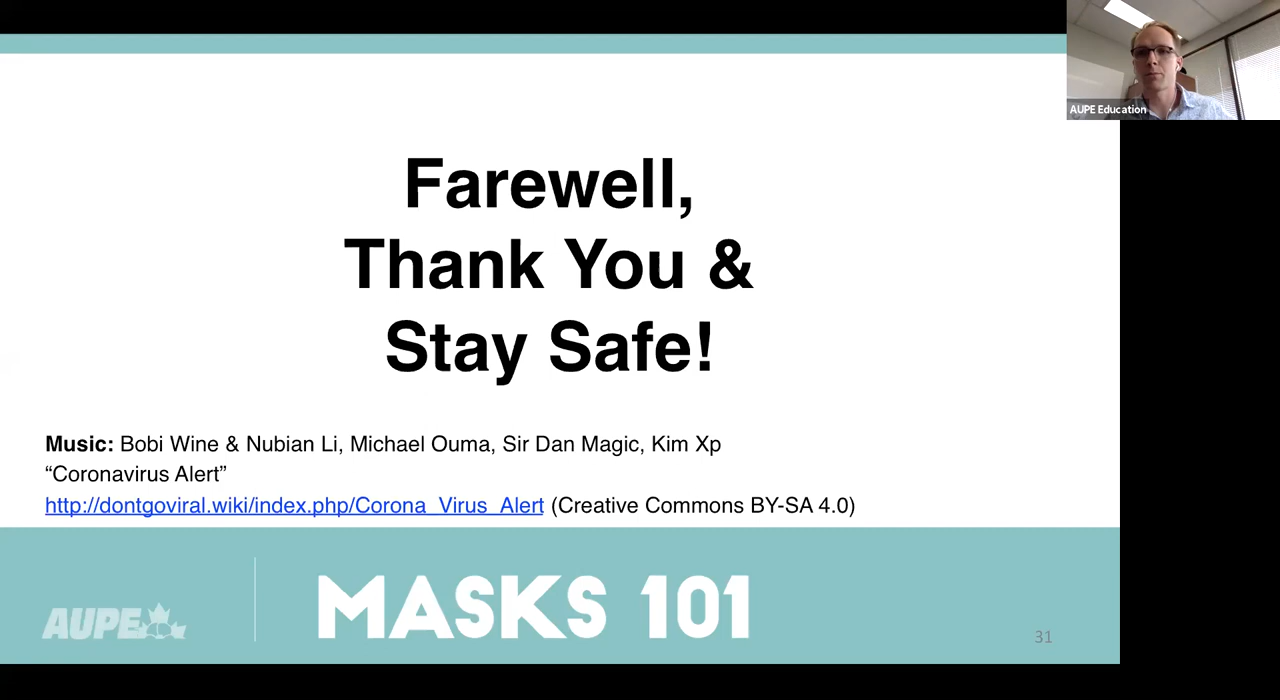 AUPE Education
Farewell,
Thank You &
Stay Safe!
Music: Bobi Wine & Nubian Li, Michael Ouma, Sir Dan Magic, Kim Xp
“Coronavirus Alert”
http://dontgoviral.wiki/index.php/Corona_Virus_Alert (Creative Commons BY-SA 4.0)
AUPE
MASKS 101
31